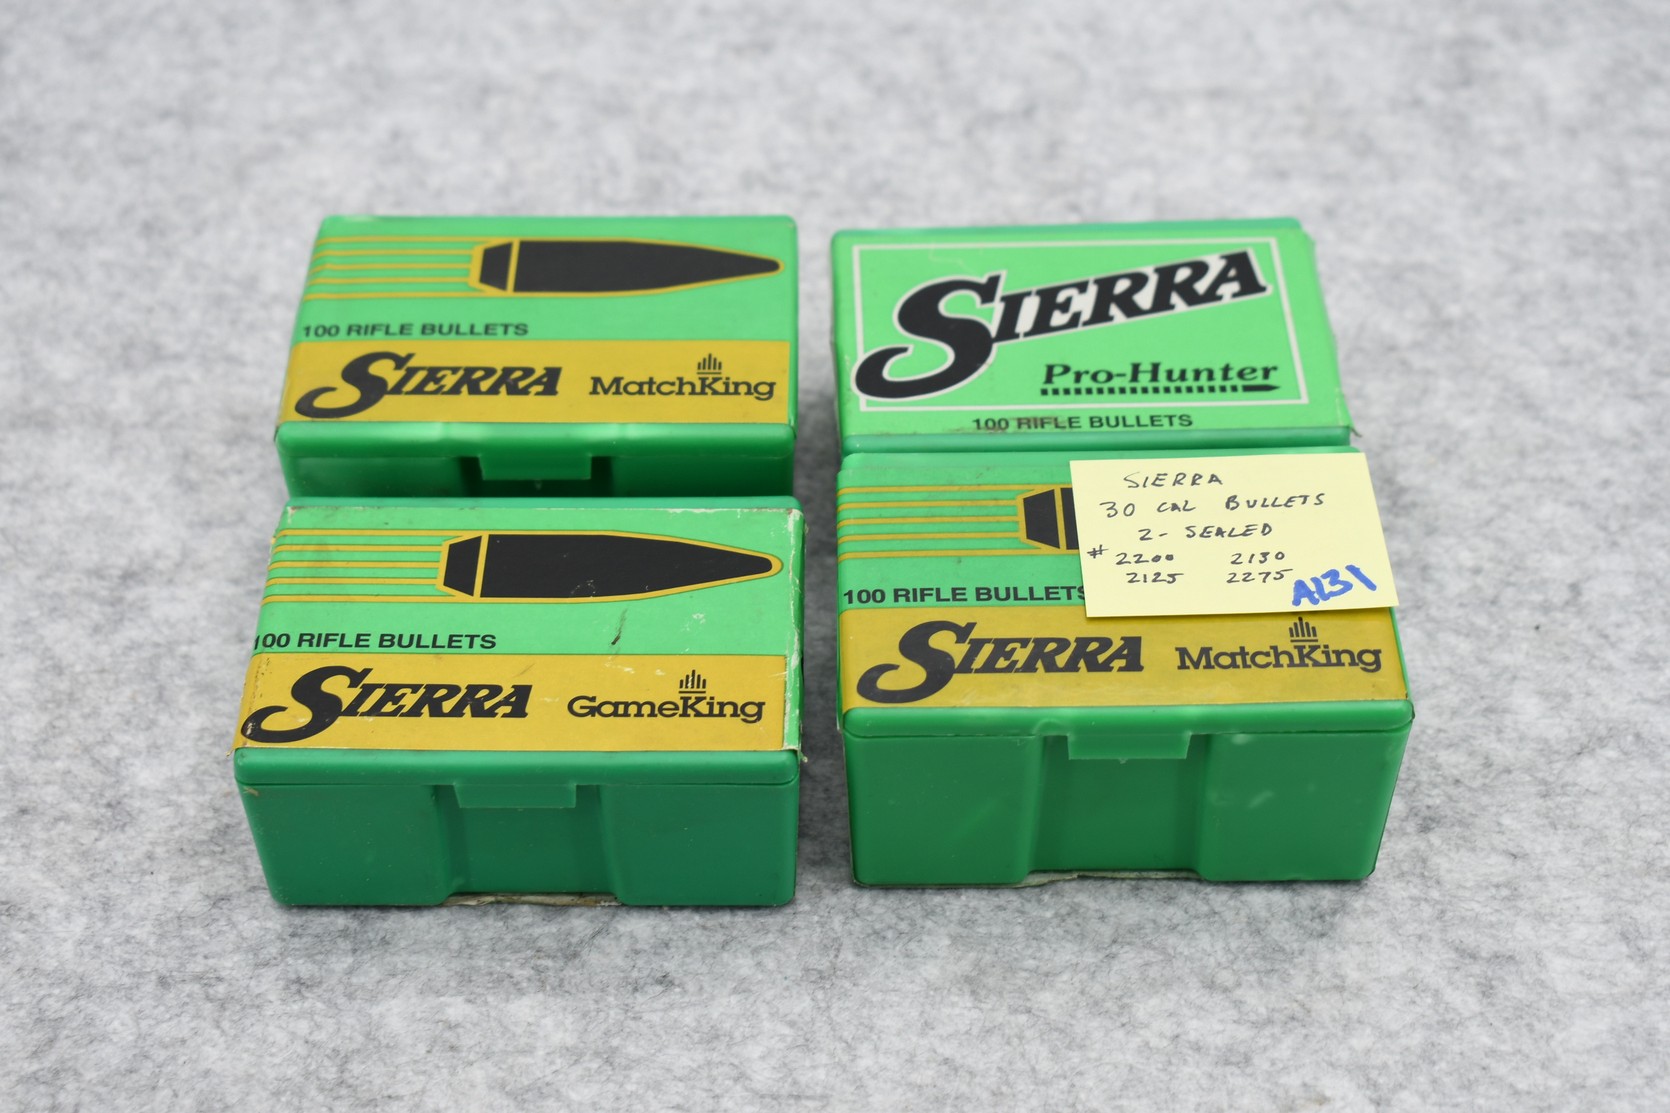 100 RIFLE BULLETS
SIERRA MatchKing
SIERRA
Pro-Hunter
100 RIFLE BULLETS
100 RIFLE BULLETS
SIERRA GameKing
SIERRA
30 CAL BULLETS
2- SEALED
# 2200 2130
2125 2275
A131
100 RIFLE BULLETS
SIERRA MatchKing